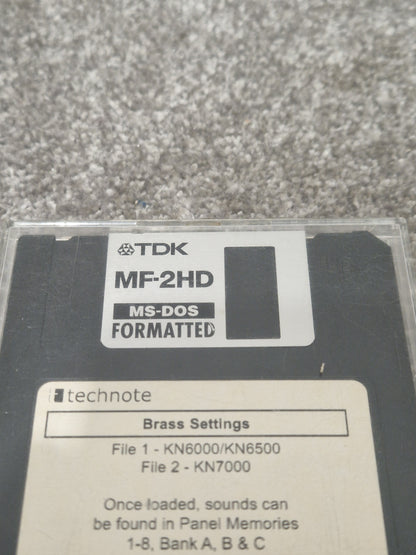 TDK
MF-2HD
MS-DOS
FORMATTED
technote
Brass Settings
File 1 - KN6000/KN6500
File 2 - KN7000
Once loaded, sounds can
be found in Panel Memories
1-8, Bank A, B & C